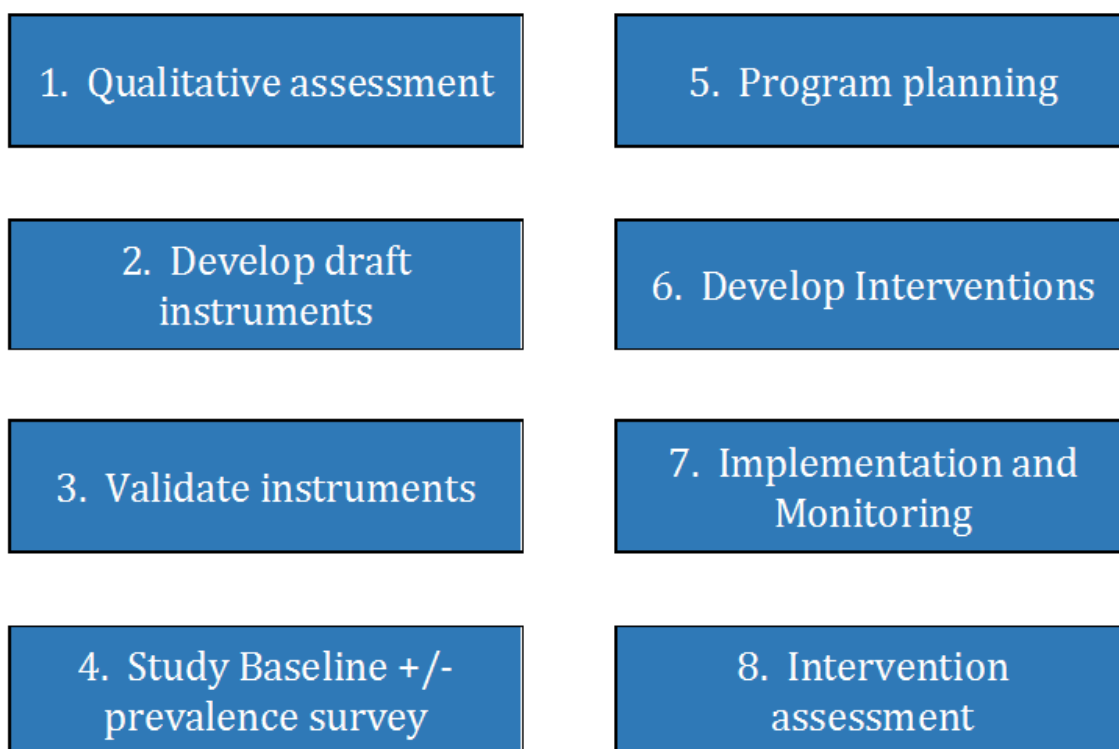 1. Qualitative assessment
2. Develop draft
instruments
3. Validate instruments
4. Study Baseline +/-
prevalence survey
5. Program planning
6. Develop Interventions
7. Implementation and
Monitoring
8. Intervention
assessment